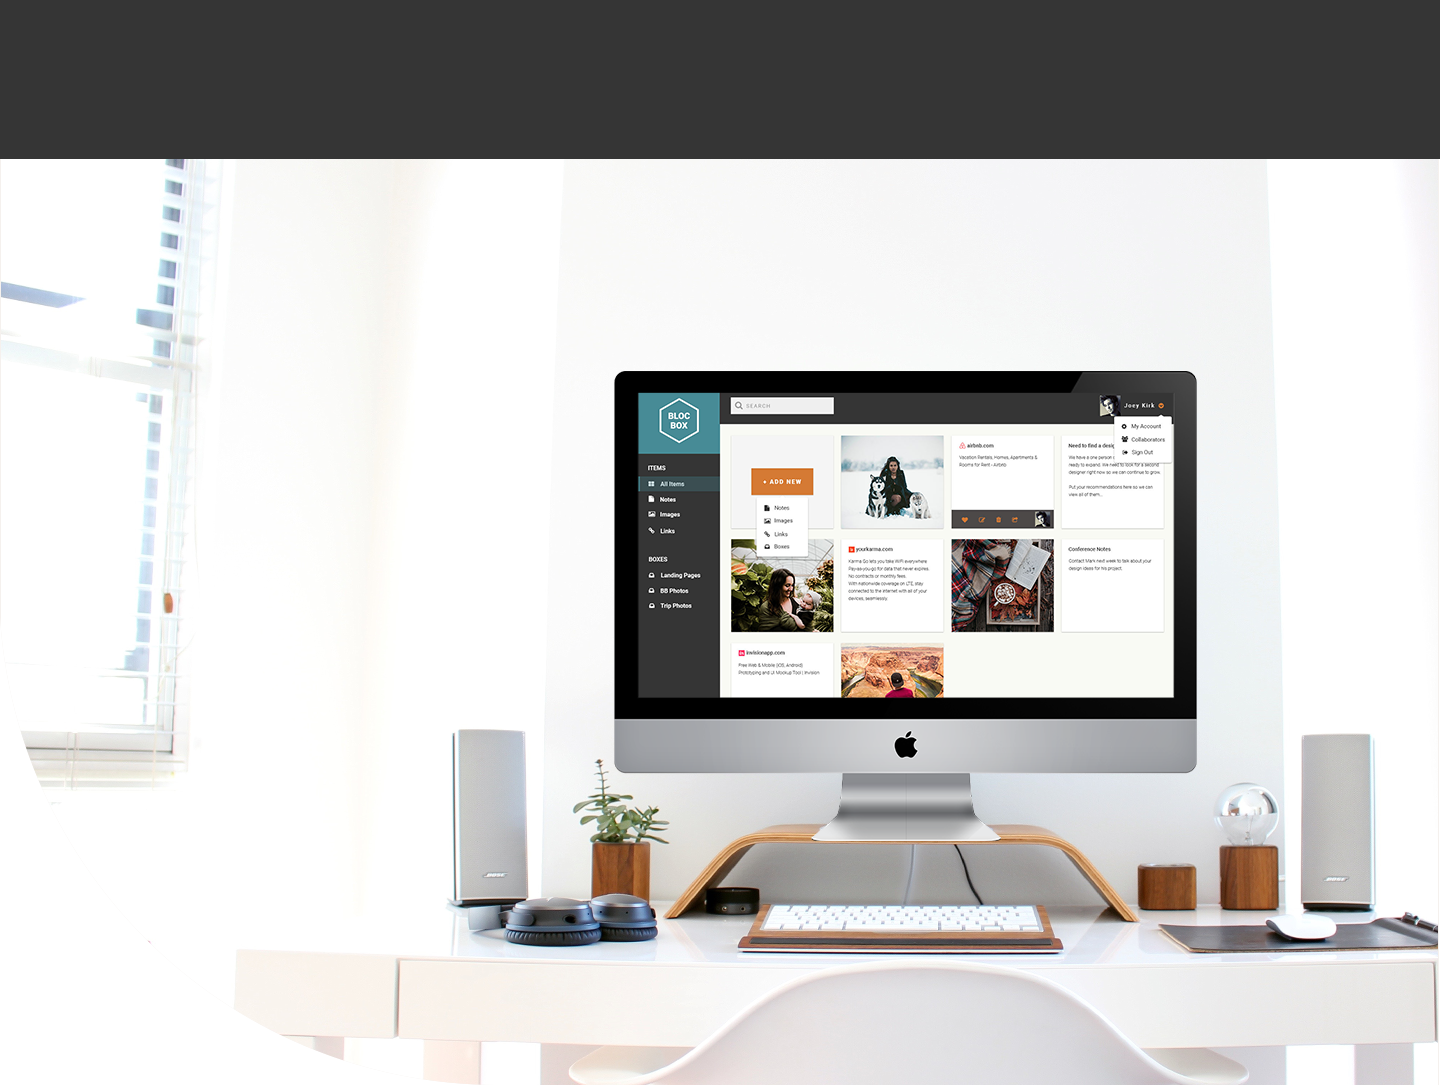 BLOC
BOX
SEARCH
Joey Kirk
My Account
Collaborators
Sign Out
ITEMS
All Items
Notes
Images
Links
BOXES
Landing Pages
BB Photos
Trip Photos
+ ADD NEW
Notes
Images
Links
Boxes
airbnb.com
Vacation Rentals, Homes, Apartments &
Rooms for Rent - Airbnb
Need to find a desig
We have a one person
ready to expand. We need to look for a second
designer right now so we can continue to grow.
Put your recommendations here so we can
view all of them...
yourkarma.com
Karma Go lets you take WiFi everywhere
Pay-as-you-go for data that never expires.
No contracts or monthly fees.
With nationwide coverage on LTE, stay
connected to the internet with all of your
devices, seamlessly.
Conference Notes
Contact Mark next week to talk about your
design ideas for his project.
invisionapp.com
Free Web & Mobile (iOS, Android)
Prototyping and UI Mockup Tool | InVision
BOSE
BOSE